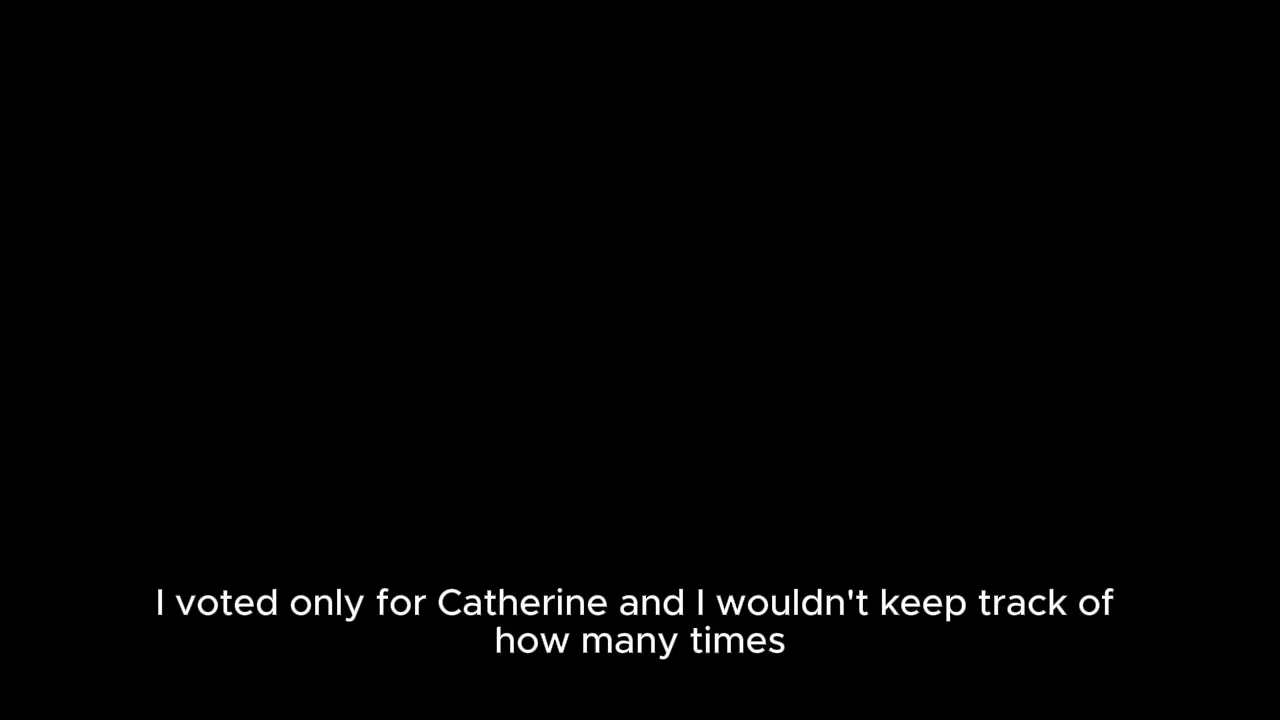 I voted only for Catherine and I wouldn't keep track of
how many times